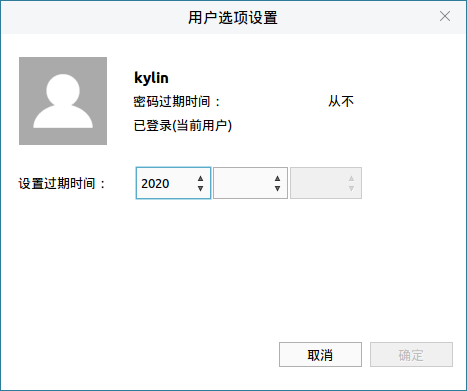 用户选项设置
kylin
密码过期时间： 从不
已登录(当前用户)
设置过期时间： 2020
取消 确定